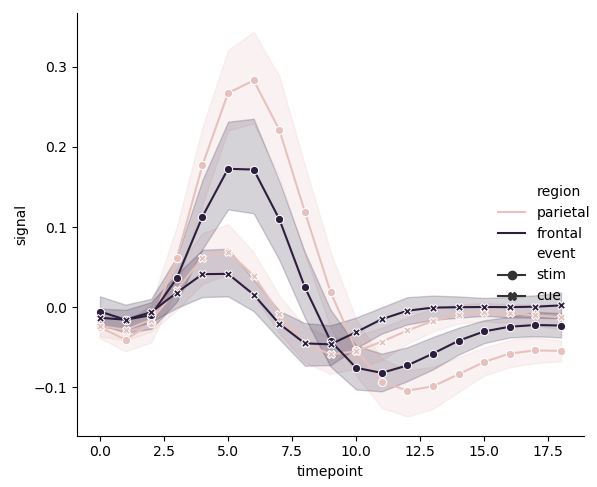 0.3
0.2
0.1
0.0
−0.1
signal
0.0 2.5 5.0 7.5 10.0 12.5 15.0 17.5
timepoint
region
parietal
frontal
event
stim
cue